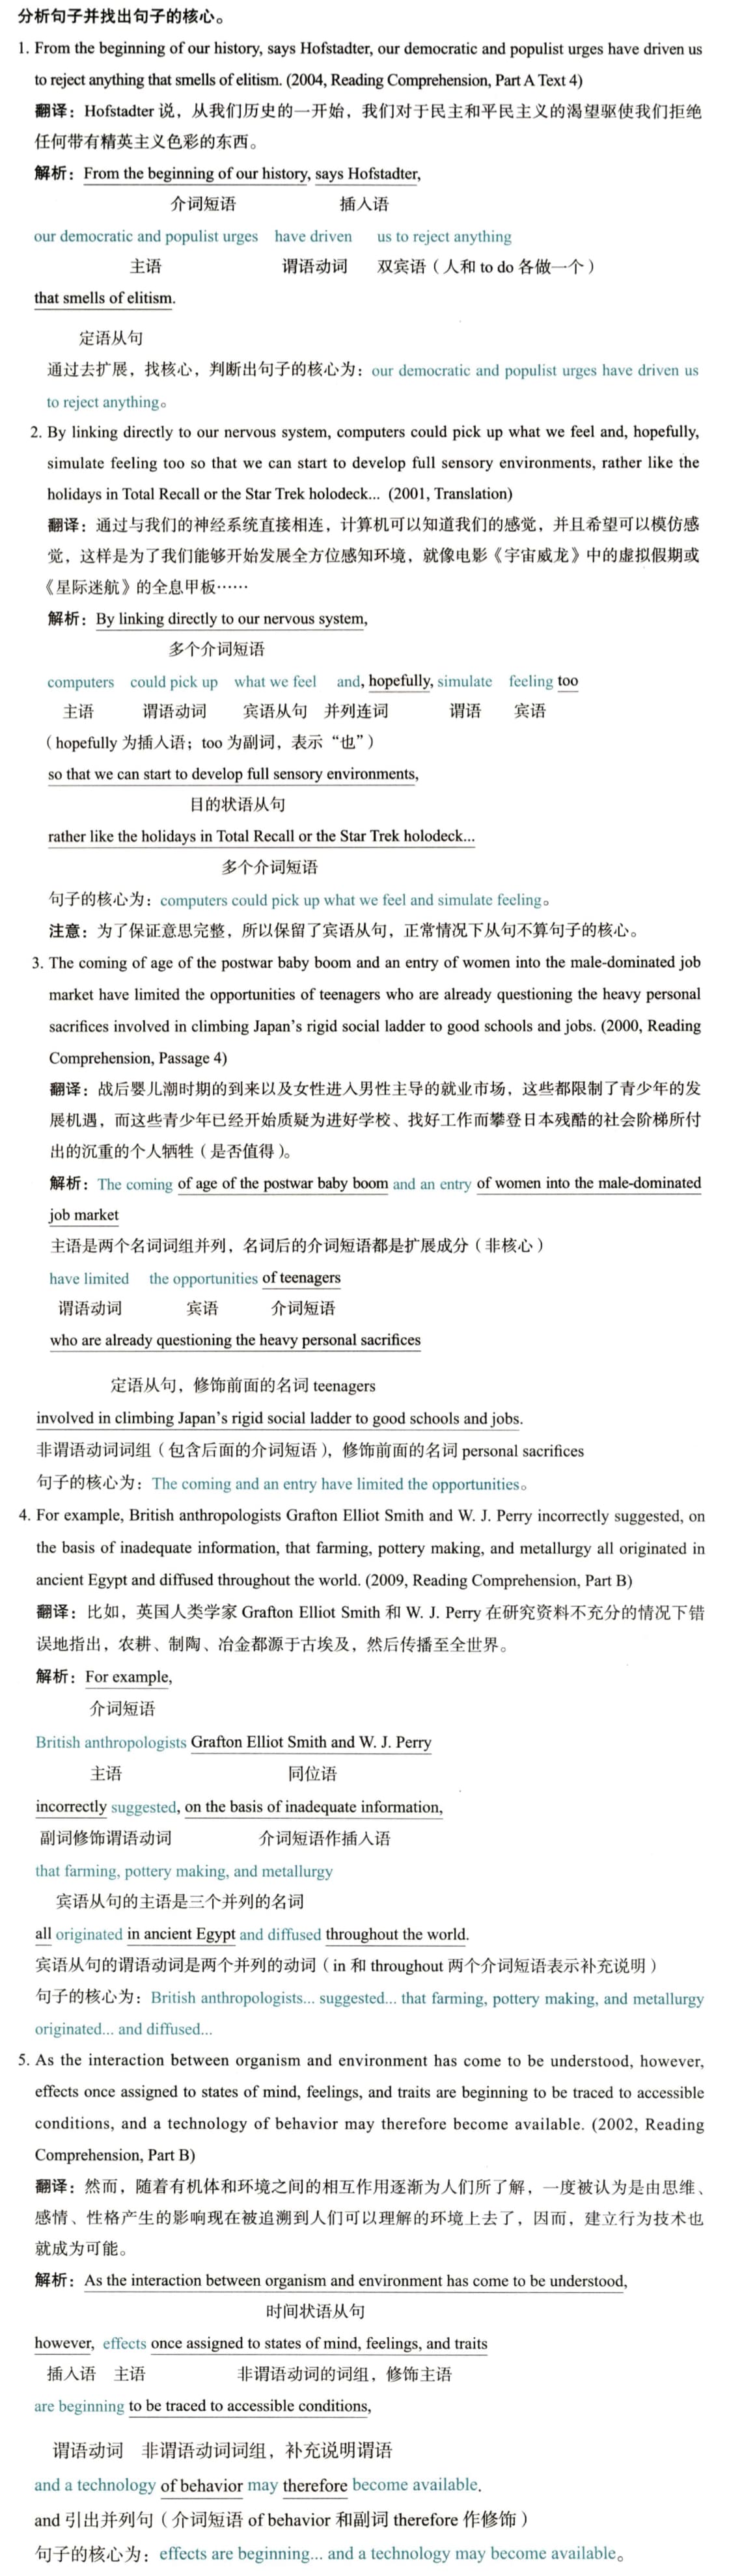 分析句子并找出句子的核心。
1. From the beginning of our history, says Hofstadter, our democratic and populist urges have driven us
to reject anything that smells of elitism. (2004, Reading Comprehension, Part A Text 4)
翻译：Hofstadter 说，从我们历史的一开始，我们对于民主和平民主义的渴望驱使我们拒绝
任何带有精英主义色彩的东西。
解析：From the beginning of our history, says Hofstadter,
介词短语 插入语
our democratic and populist urges have driven us to reject anything
主语 谓语动词 双宾语（人和 to do 各做一个）
that smells of elitism.
定语从句
通过去扩展，找核心，判断出句子的核心为：our democratic and populist urges have driven us
to reject anything。
2. By linking directly to our nervous system, computers could pick up what we feel and, hopefully,
simulate feeling too so that we can start to develop full sensory environments, rather like the
holidays in Total Recall or the Star Trek holodeck... (2001, Translation)
翻译：通过与我们的神经系统直接相连，计算机可以知道我们的感觉，并且希望可以模仿感
觉，这样是为了我们能够开始发展全方位感知环境，就像电影《宇宙威龙》中的虚拟假期或
《星际迷航》的全息甲板……
解析：By linking directly to our nervous system,
多个介词短语
computers could pick up what we feel and, hopefully, simulate feeling too
主语 谓语动词 宾语从句 并列连词 谓语 宾语
（hopefully 为插入语；too 为副词，表示“也”）
so that we can start to develop full sensory environments,
目的状语从句
rather like the holidays in Total Recall or the Star Trek holodeck...
多个介词短语
句子的核心为：computers could pick up what we feel and simulate feeling。
注意：为了保证意思完整，所以保留了宾语从句，正常情况下从句不算句子的核心。
3. The coming of age of the postwar baby boom and an entry of women into the male-dominated job
market have limited the opportunities of teenagers who are already questioning the heavy personal
sacrifices involved in climbing Japan's rigid social ladder to good schools and jobs. (2000, Reading
Comprehension, Passage 4)
翻译：战后婴儿潮时期的到来以及女性进入男性主导的就业市场，这些都限制了青少年的发
展机遇，而这些青少年已经开始质疑为进好学校、找好工作而攀登日本残酷的社会阶梯所付
出的沉重的个人牺牲（是否值得）。
解析：The coming of age of the postwar baby boom and an entry of women into the male-dominated
job market
主语是两个名词词组并列，名词后的介词短语都是扩展成分（非核心）
have limited the opportunities of teenagers
谓语动词 宾语 介词短语
who are already questioning the heavy personal sacrifices
定语从句，修饰前面的名词 teenagers
involved in climbing Japan's rigid social ladder to good schools and jobs.
非谓语动词词组（包含后面的介词短语），修饰前面的名词 personal sacrifices
句子的核心为：The coming and an entry have limited the opportunities。
4. For example, British anthropologists Grafton Elliot Smith and W. J. Perry incorrectly suggested, on
the basis of inadequate information, that farming, pottery making, and metallurgy all originated in
ancient Egypt and diffused throughout the world. (2009, Reading Comprehension, Part B)
翻译：比如，英国人类学家 Grafton Elliot Smith 和 W. J. Perry 在研究资料不充分的情况下错
误地指出，农耕、制陶、冶金都源于古埃及，然后传播至全世界。
解析：For example,
介词短语
British anthropologists Grafton Elliot Smith and W. J. Perry
主语 同位语
incorrectly suggested, on the basis of inadequate information,
副词修饰谓语动词 介词短语作插入语
that farming, pottery making, and metallurgy
宾语从句的主语是三个并列的名词
all originated in ancient Egypt and diffused throughout the world.
宾语从句的谓语动词是两个并列的动词（in 和 throughout 两个介词短语表示补充说明）
句子的核心为：British anthropologists... suggested... that farming, pottery making, and metallurgy
originated... and diffused...
5. As the interaction between organism and environment has come to be understood, however,
effects once assigned to states of mind, feelings, and traits are beginning to be traced to accessible
conditions, and a technology of behavior may therefore become available. (2002, Reading
Comprehension, Part B)
翻译：然而，随着有机体和环境之间的相互作用逐渐为人们所了解，一度被认为是由思维、
感情、性格产生的影响现在被追溯到人们可以理解的环境上去了，因而，建立行为技术也
就成为可能。
解析：As the interaction between organism and environment has come to be understood,
时间状语从句
however, effects once assigned to states of mind, feelings, and traits
插入语 主语 非谓语动词的词组，修饰主语
are beginning to be traced to accessible conditions,
谓语动词 非谓语动词词组，补充说明谓语
and a technology of behavior may therefore become available.
and 引出并列句（介词短语 of behavior 和副词 therefore 作修饰）
句子的核心为：effects are beginning... and a technology may become available。